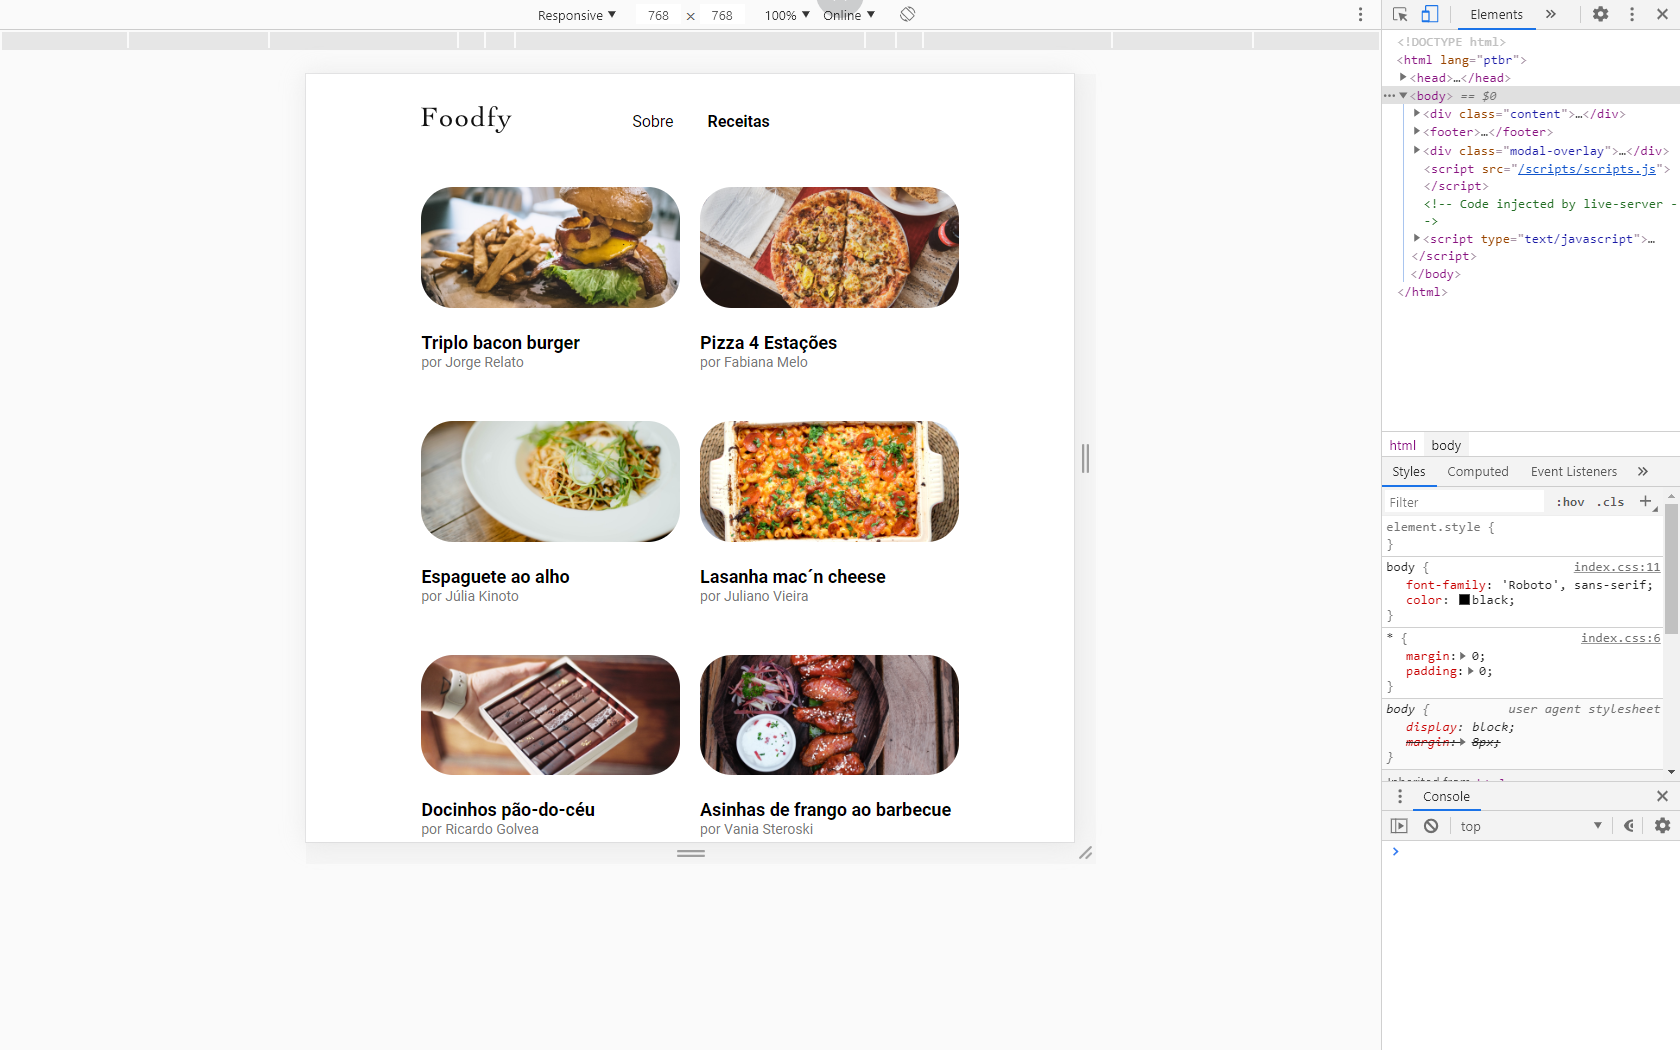 Responsive ▼ 768 × 768 100% ▼ Online ▼
Foodfy Sobre Receitas
Triplo bacon burger
por Jorge Relato
Pizza 4 Estações
por Fabiana Melo
Espaguete ao alho
por Júlia Kinoto
Lasanha mac´n cheese
por Juliano Vieira
Docinhos pão-do-céu
por Ricardo Golvea
Asinhas de frango ao barbecue
por Vania Steroski
Elements
<!DOCTYPE html>
<html lang="ptbr">
<head>…</head>
<body> == $0
<div class="content">…</div>
<footer>…</footer>
<div class="modal-overlay">…</div>
<script src="/scripts/scripts.js">
</script>
<!-- Code injected by live-server -
->
<script type="text/javascript">…
</script>
</body>
</html>
html body
Styles Computed Event Listeners
Filter :hov .cls +
element.style {
}
body { index.css:11
font-family: 'Roboto', sans-serif;
color: black;
}
* { index.css:6
margin: 0;
padding: 0;
}
body { user agent stylesheet
display: block;
margin: 8px;
}
Inherited from html
Console
top